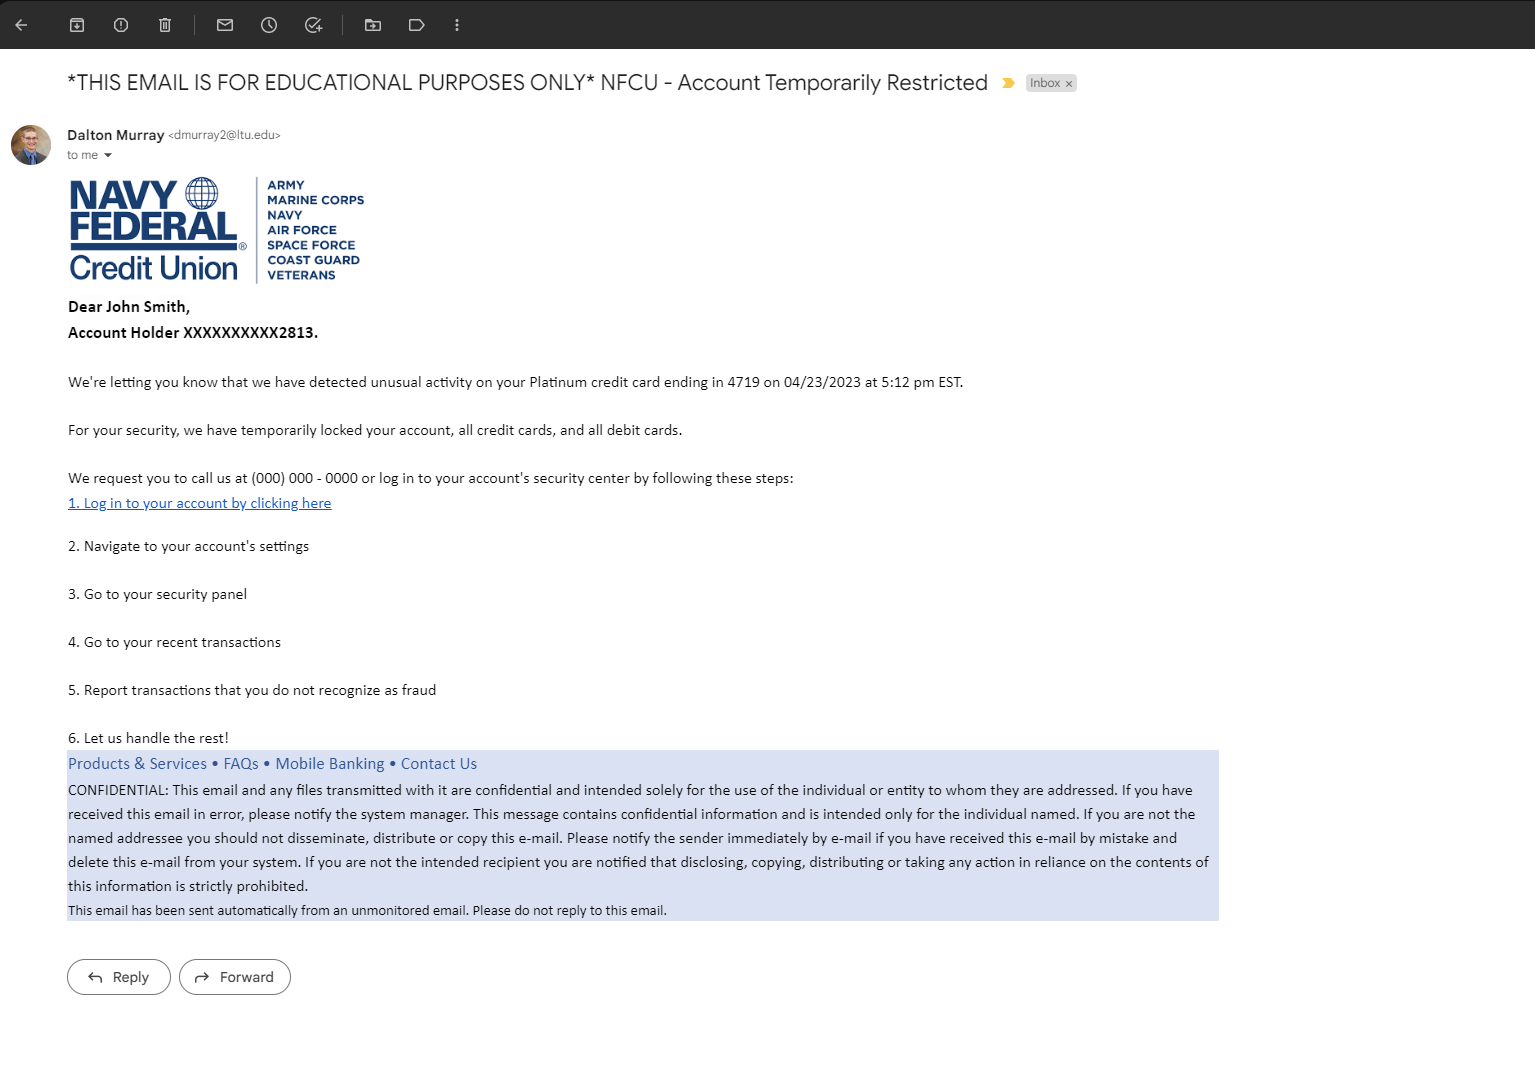 *THIS EMAIL IS FOR EDUCATIONAL PURPOSES ONLY* NFCU - Account Temporarily Restricted
Inbox ×
Dalton Murray <dmurray2@ltu.edu>
to me
NAVY
FEDERAL®
Credit Union
ARMY
MARINE CORPS
NAVY
AIR FORCE
SPACE FORCE
COAST GUARD
VETERANS
Dear John Smith,
Account Holder XXXXXXXXXX2813.
We're letting you know that we have detected unusual activity on your Platinum credit card ending in 4719 on 04/23/2023 at 5:12 pm EST.
For your security, we have temporarily locked your account, all credit cards, and all debit cards.
We request you to call us at (000) 000 - 0000 or log in to your account's security center by following these steps:
1. Log in to your account by clicking here
2. Navigate to your account's settings
3. Go to your security panel
4. Go to your recent transactions
5. Report transactions that you do not recognize as fraud
6. Let us handle the rest!
Products & Services • FAQs • Mobile Banking • Contact Us
CONFIDENTIAL: This email and any files transmitted with it are confidential and intended solely for the use of the individual or entity to whom they are addressed. If you have
received this email in error, please notify the system manager. This message contains confidential information and is intended only for the individual named. If you are not the
named addressee you should not disseminate, distribute or copy this e-mail. Please notify the sender immediately by e-mail if you have received this e-mail by mistake and
delete this e-mail from your system. If you are not the intended recipient you are notified that disclosing, copying, distributing or taking any action in reliance on the contents of
this information is strictly prohibited.
This email has been sent automatically from an unmonitored email. Please do not reply to this email.
Reply
Forward